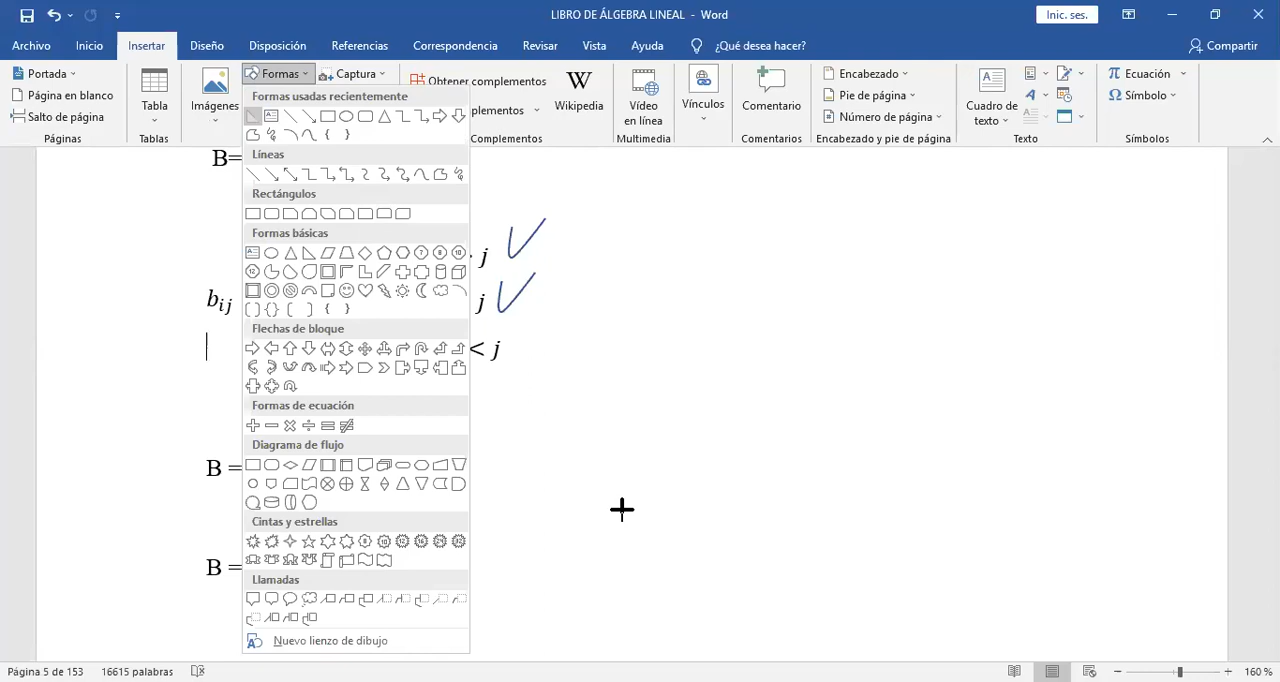 LIBRO DE ÁLGEBRA LINEAL - Word
Inic. ses.
Archivo Inicio Insertar Diseño Disposición Referencias Correspondencia Revisar Vista Ayuda ¿Qué desea hacer? Compartir
Portada
Página en blanco
Salto de página
Páginas
Tabla
Tablas
Imágenes
Formas
Captura
Obtener complementos
plementos
Complementos
Wikipedia
Vídeo
en línea
Multimedia
Vínculos
Comentario
Comentarios
Encabezado
Pie de página
Número de página
Encabezado y pie de página
Cuadro de
texto
Texto
Ecuación
Símbolo
Símbolos
Formas usadas recientemente
Líneas
Rectángulos
Formas básicas
Flechas de bloque
Formas de ecuación
Diagrama de flujo
Cintas y estrellas
Llamadas
Nuevo lienzo de dibujo
B=
j
bij j
< j
B =
B =
Página 5 de 153 16615 palabras 160 %